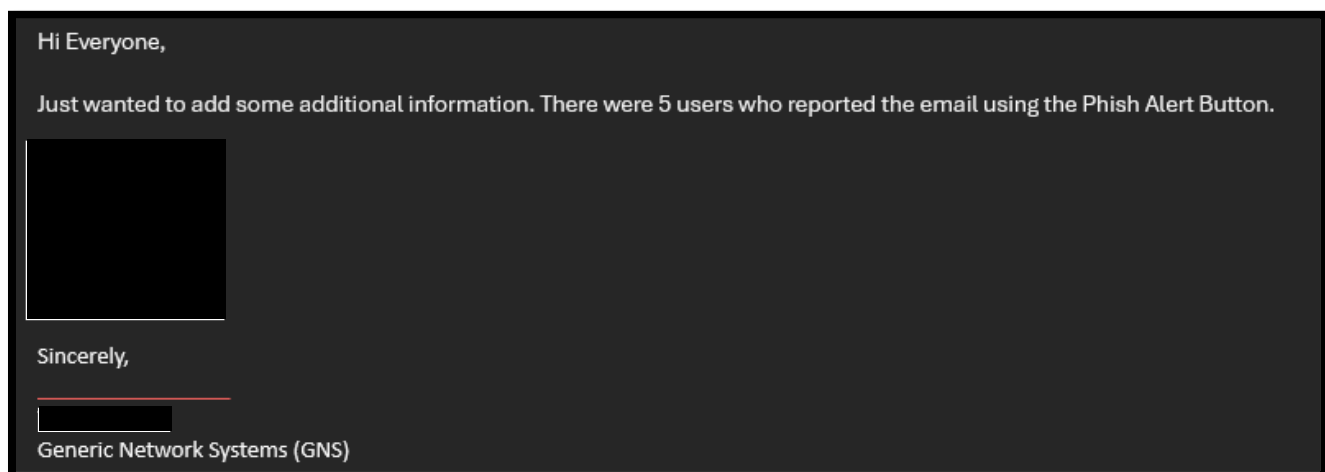 Hi Everyone,
Just wanted to add some additional information. There were 5 users who reported the email using the Phish Alert Button.
Sincerely,
Generic Network Systems (GNS)